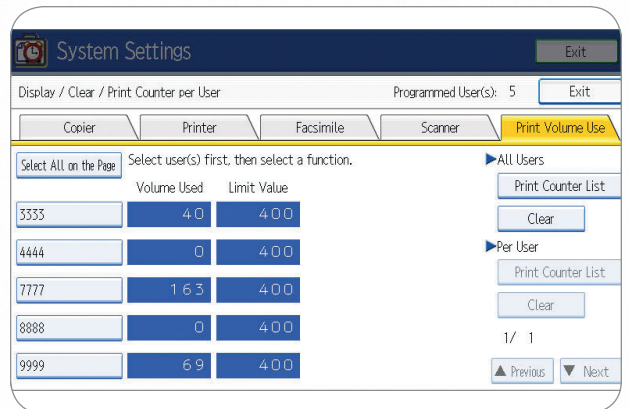 System Settings
Exit
Display / Clear / Print Counter per User
Programmed User(s): 5
Exit
Copier
Printer
Facsimile
Scanner
Print Volume Use
Select All on the Page
Select user(s) first, then select a function.
Volume Used
Limit Value
3333
40
400
4444
0
400
7777
163
400
8888
0
400
9999
69
400
▶All Users
Print Counter List
Clear
▶Per User
Print Counter List
Clear
1/ 1
▲ Previous
▼ Next